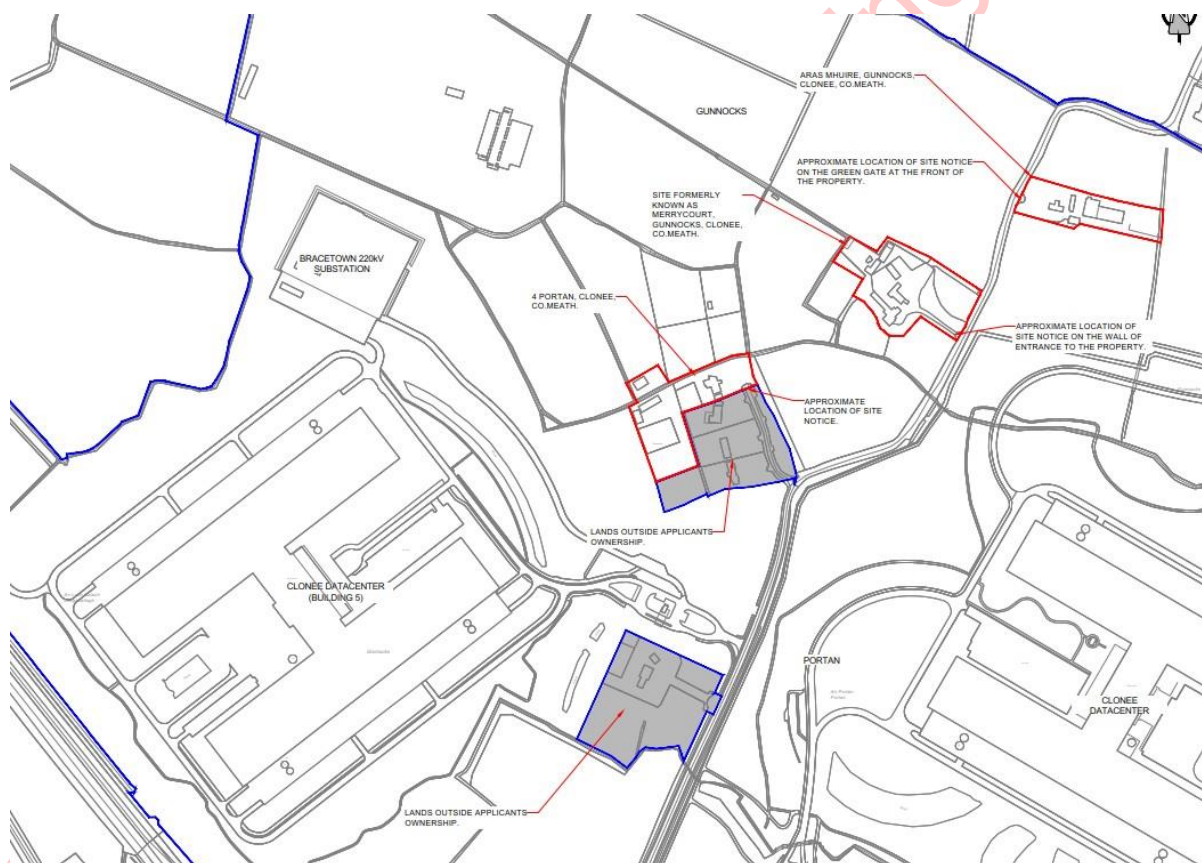 ARAS MHUIRE, GUNNOCKS,
CLONEE, CO.MEATH.
GUNNOCKS
APPROXIMATE LOCATION OF SITE NOTICE
ON THE GREEN GATE AT THE FRONT OF
THE PROPERTY.
SITE FORMERLY
KNOWN AS
MERRYCOURT,
GUNNOCKS, CLONEE,
CO.MEATH.
BRACETOWN 220kV
SUBSTATION
4 PORTAN, CLONEE,
CO.MEATH.
APPROXIMATE LOCATION OF
SITE NOTICE ON THE WALL OF
ENTRANCE TO THE PROPERTY.
APPROXIMATE
LOCATION OF SITE
NOTICE.
LANDS OUTSIDE APPLICANTS
OWNERSHIP.
CLONEE DATACENTER
(BUILDING 5)
PORTAN
CLONEE
DATACENTER
LANDS OUTSIDE APPLICANTS
OWNERSHIP.